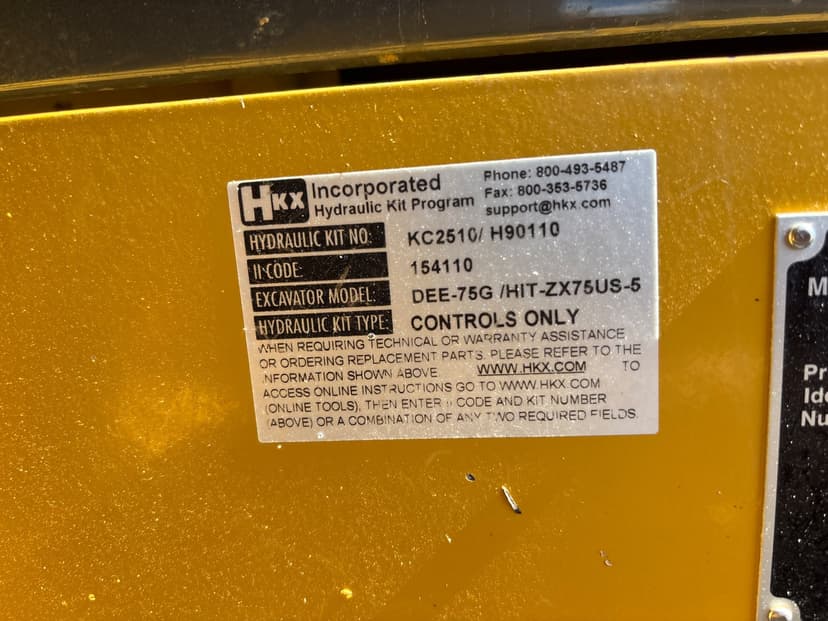 HKX Incorporated
Hydraulic Kit Program
Phone: 800-493-5487
Fax: 800-353-5736
support@hkx.com
HYDRAULIC KIT NO: KC2510/ H90110
II CODE: 154110
EXCAVATOR MODEL: DEE-75G /HIT-ZX75US-5
HYDRAULIC KIT TYPE: CONTROLS ONLY
WHEN REQUIRING TECHNICAL OR WARRANTY ASSISTANCE
OR ORDERING REPLACEMENT PARTS, PLEASE REFER TO THE
INFORMATION SHOWN ABOVE. WWW.HKX.COM TO
ACCESS ONLINE INSTRUCTIONS GO TO WWW.HKX.COM
(ONLINE TOOLS), THEN ENTER II CODE AND KIT NUMBER
(ABOVE) OR A COMBINATION OF ANY TWO REQUIRED FIELDS.
M
Pr
Ide
Nu